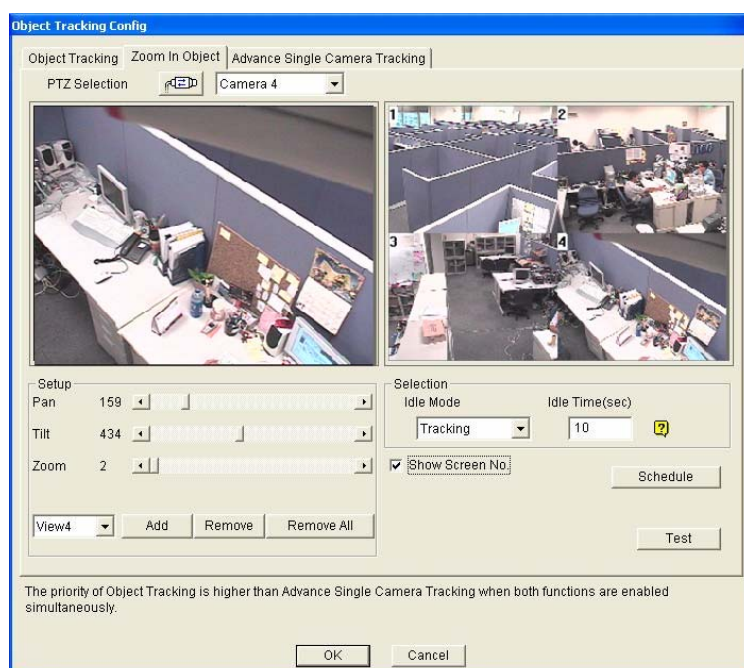 Object Tracking Config
Object Tracking
Zoom In Object
Advance Single Camera Tracking
PTZ Selection
Camera 4
1
2
3
4
Setup
Pan 159
Tilt 434
Zoom 2
View4
Add
Remove
Remove All
Selection
Idle Mode
Idle Time(sec)
Tracking
10
?
Show Screen No.
Schedule
Test
The priority of Object Tracking is higher than Advance Single Camera Tracking when both functions are enabled
simultaneously.
OK
Cancel